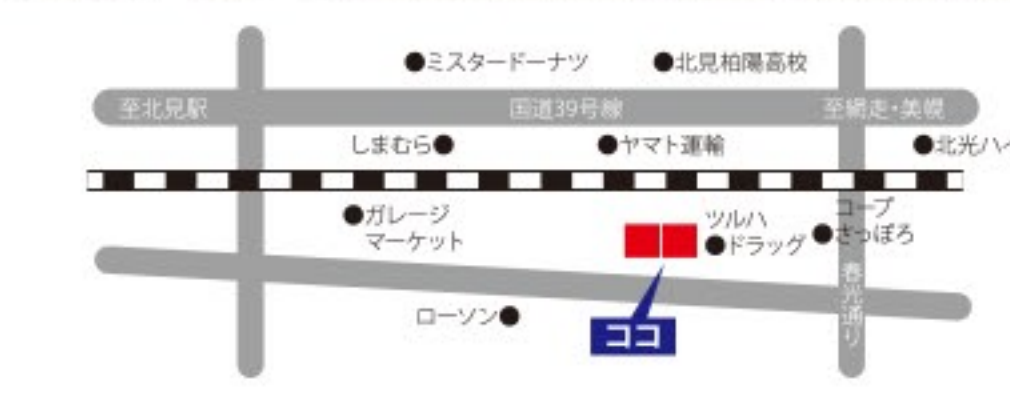 ミスタードーナツ
北見柏陽高校
至北見駅
国道39号線
至網走・美幌
しまむら
ヤマト運輸
北光ハイ
ガレージ
マーケット
ツルハ
ドラッグ
コープ
さっぽろ
春光通り
ローソン
ココ